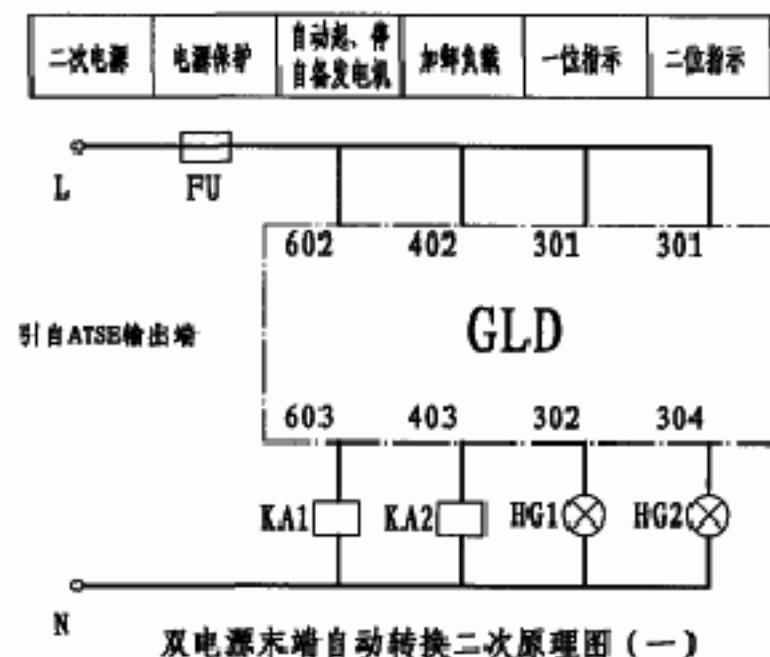 二次电源
电源保护
自动起、停
自备发电机
加卸负载
一位指示
二位指示
L
FU
602
402
301
301
引自ATSE输出端
GLD
603
403
302
304
KA1
KA2
HG1
HG2
N
双电源末端自动转换二次原理图(一)